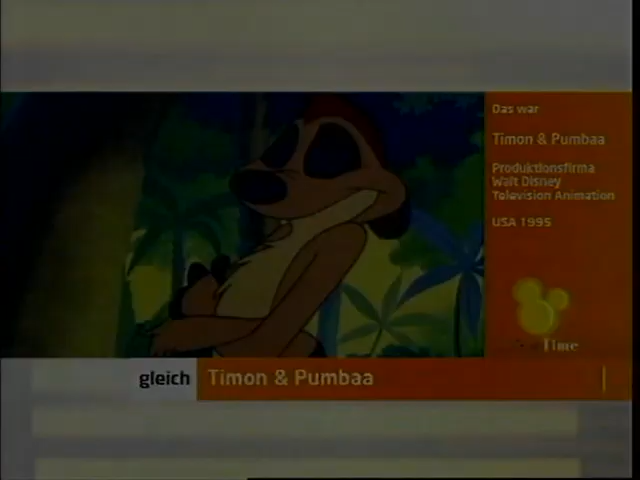 Das war
Timon & Pumbaa
Produktionsfirma
Walt Disney
Television Animation
USA 1995
Time
gleich Timon & Pumbaa